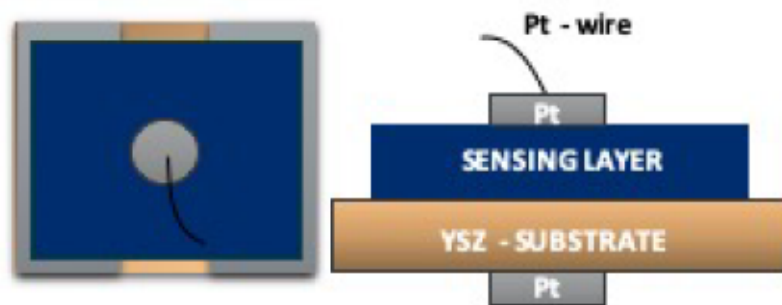 Pt - wire
Pt
SENSING LAYER
YSZ - SUBSTRATE
Pt